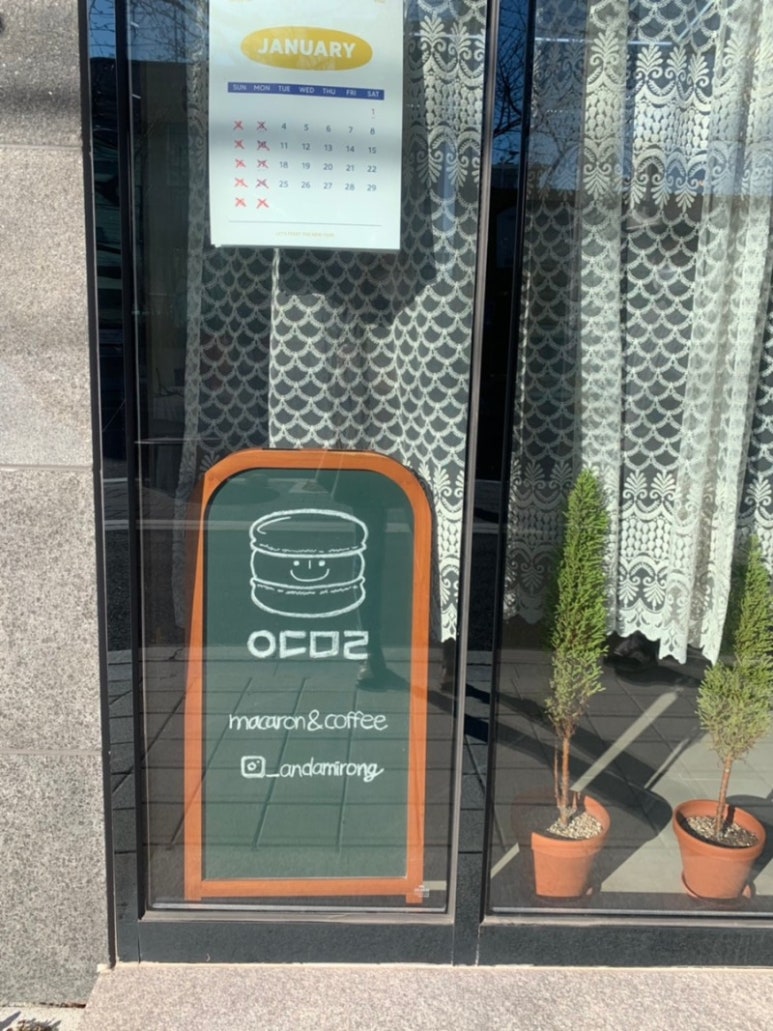 JANUARY
SUN MON TUE WED THU FRI SAT
1
4 5 6 7 8
11 12 13 14 15
18 19 20 21 22
25 26 27 28 29
ㅇㄷㅁㄹ
macaron & coffee
_andamirong